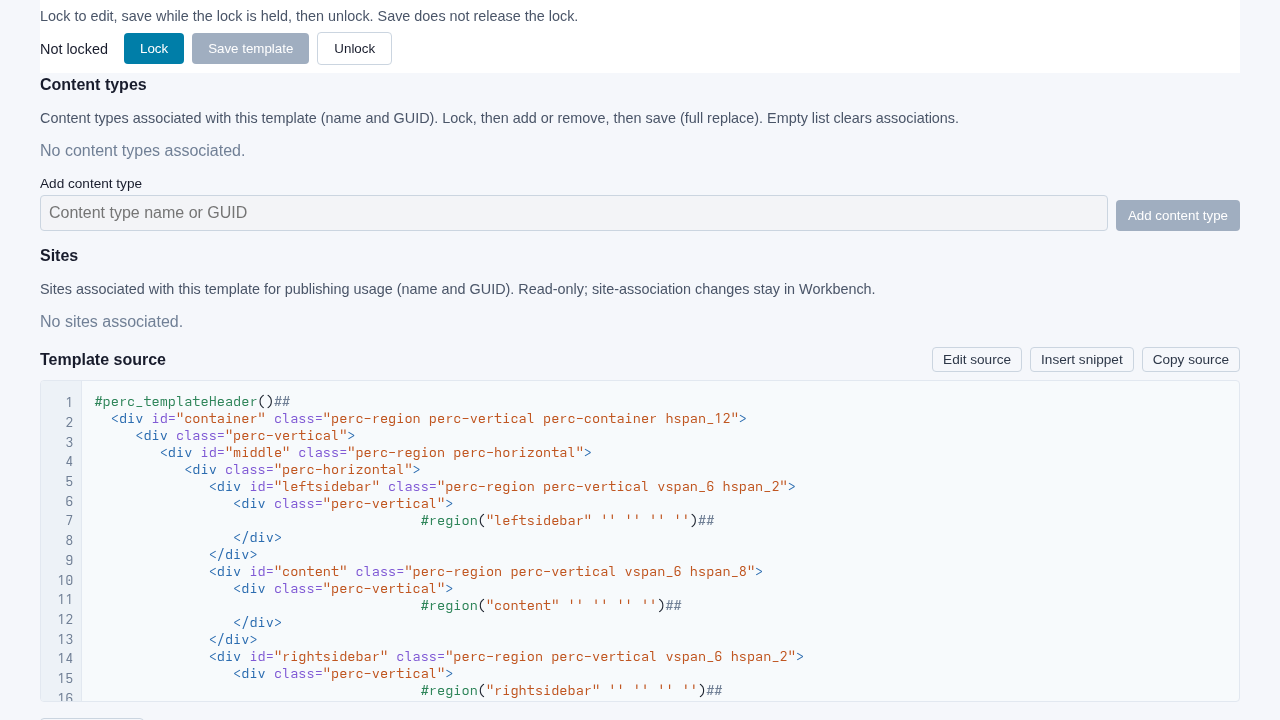 Lock to edit, save while the lock is held, then unlock. Save does not release the lock.
Not locked Lock Save template Unlock
Content types
Content types associated with this template (name and GUID). Lock, then add or remove, then save (full replace). Empty list clears associations.
No content types associated.
Add content type
Content type name or GUID Add content type
Sites
Sites associated with this template for publishing usage (name and GUID). Read-only; site-association changes stay in Workbench.
No sites associated.
Template source Edit source Insert snippet Copy source
1 #perc_templateHeader()##
2 <div id="container" class="perc-region perc-vertical perc-container hspan_12">
3 <div class="perc-vertical">
4 <div id="middle" class="perc-region perc-horizontal">
5 <div class="perc-horizontal">
6 <div id="leftsidebar" class="perc-region perc-vertical vspan_6 hspan_2">
7 <div class="perc-vertical">
8 #region("leftsidebar" '' '' '' '')##
9 </div>
10 </div>
11 <div id="content" class="perc-region perc-vertical vspan_6 hspan_8">
12 <div class="perc-vertical">
13 #region("content" '' '' '' '')##
14 </div>
15 </div>
16 <div id="rightsidebar" class="perc-region perc-vertical vspan_6 hspan_2">
<div class="perc-vertical">
#region("rightsidebar" '' '' '' '')##